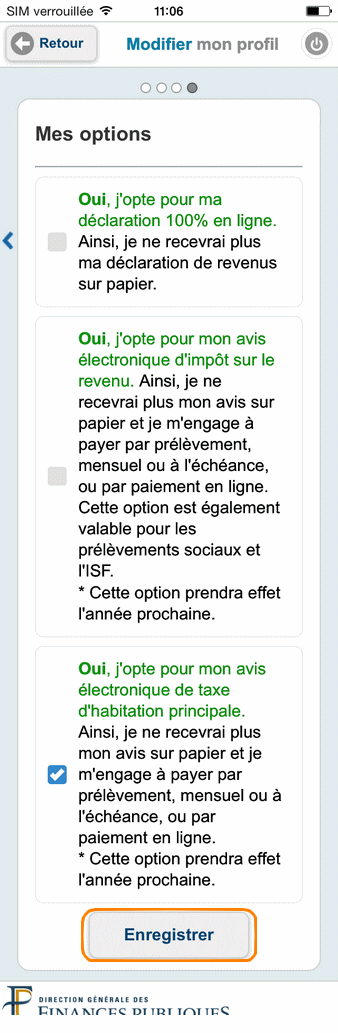 SIM verrouillée 11:06
Retour
Modifier mon profil
Mes options
Oui, j'opte pour ma
déclaration 100% en ligne.
Ainsi, je ne recevrai plus
ma déclaration de revenus
sur papier.
Oui, j'opte pour mon avis
électronique d'impôt sur le
revenu. Ainsi, je ne
recevrai plus mon avis sur
papier et je m'engage à
payer par prélèvement,
mensuel ou à l'échéance,
ou par paiement en ligne.
Cette option est également
valable pour les
prélèvements sociaux et
l'ISF.
* Cette option prendra effet
l'année prochaine.
Oui, j'opte pour mon avis
électronique de taxe
d'habitation principale.
Ainsi, je ne recevrai plus
mon avis sur papier et je
m'engage à payer par
prélèvement, mensuel ou à
l'échéance, ou par
paiement en ligne.
* Cette option prendra effet
l'année prochaine.
Enregistrer
DIRECTION GÉNÉRALE DES
FINANCES PUBLIQUES